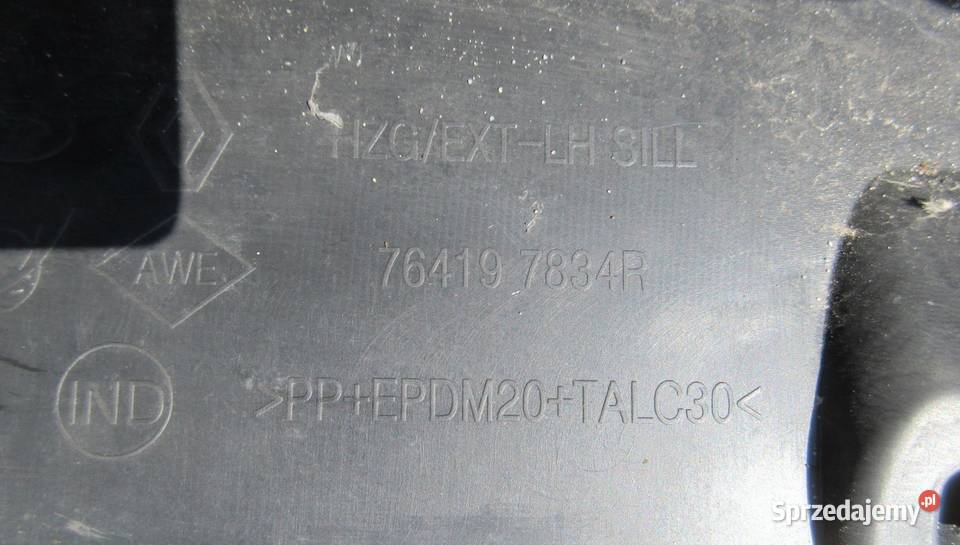 HZG/EXT-LH SILL
AWE
76419 7834R
IND
>PP+EPDM20+TALC30<
Sprzedajemy.pl